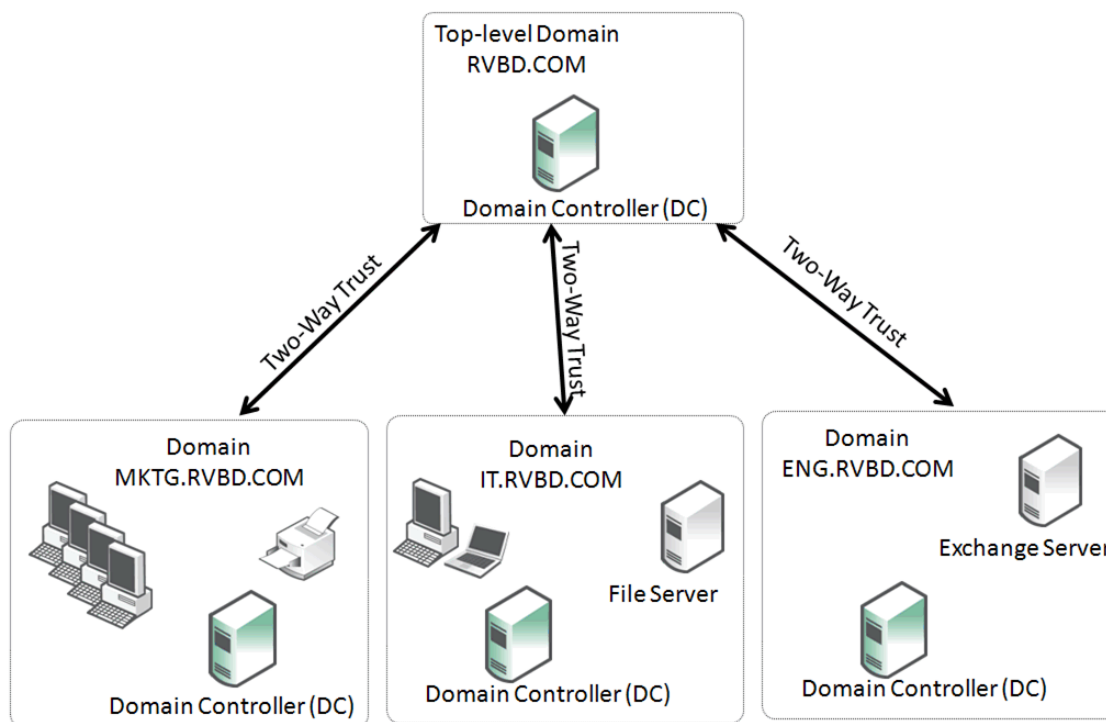 Top-level Domain
RVBD.COM
Domain Controller (DC)
Two-Way Trust
Two-Way Trust
Two-Way Trust
Domain
MKTG.RVBD.COM
Domain Controller (DC)
Domain
IT.RVBD.COM
File Server
Domain Controller (DC)
Domain
ENG.RVBD.COM
Exchange Server
Domain Controller (DC)